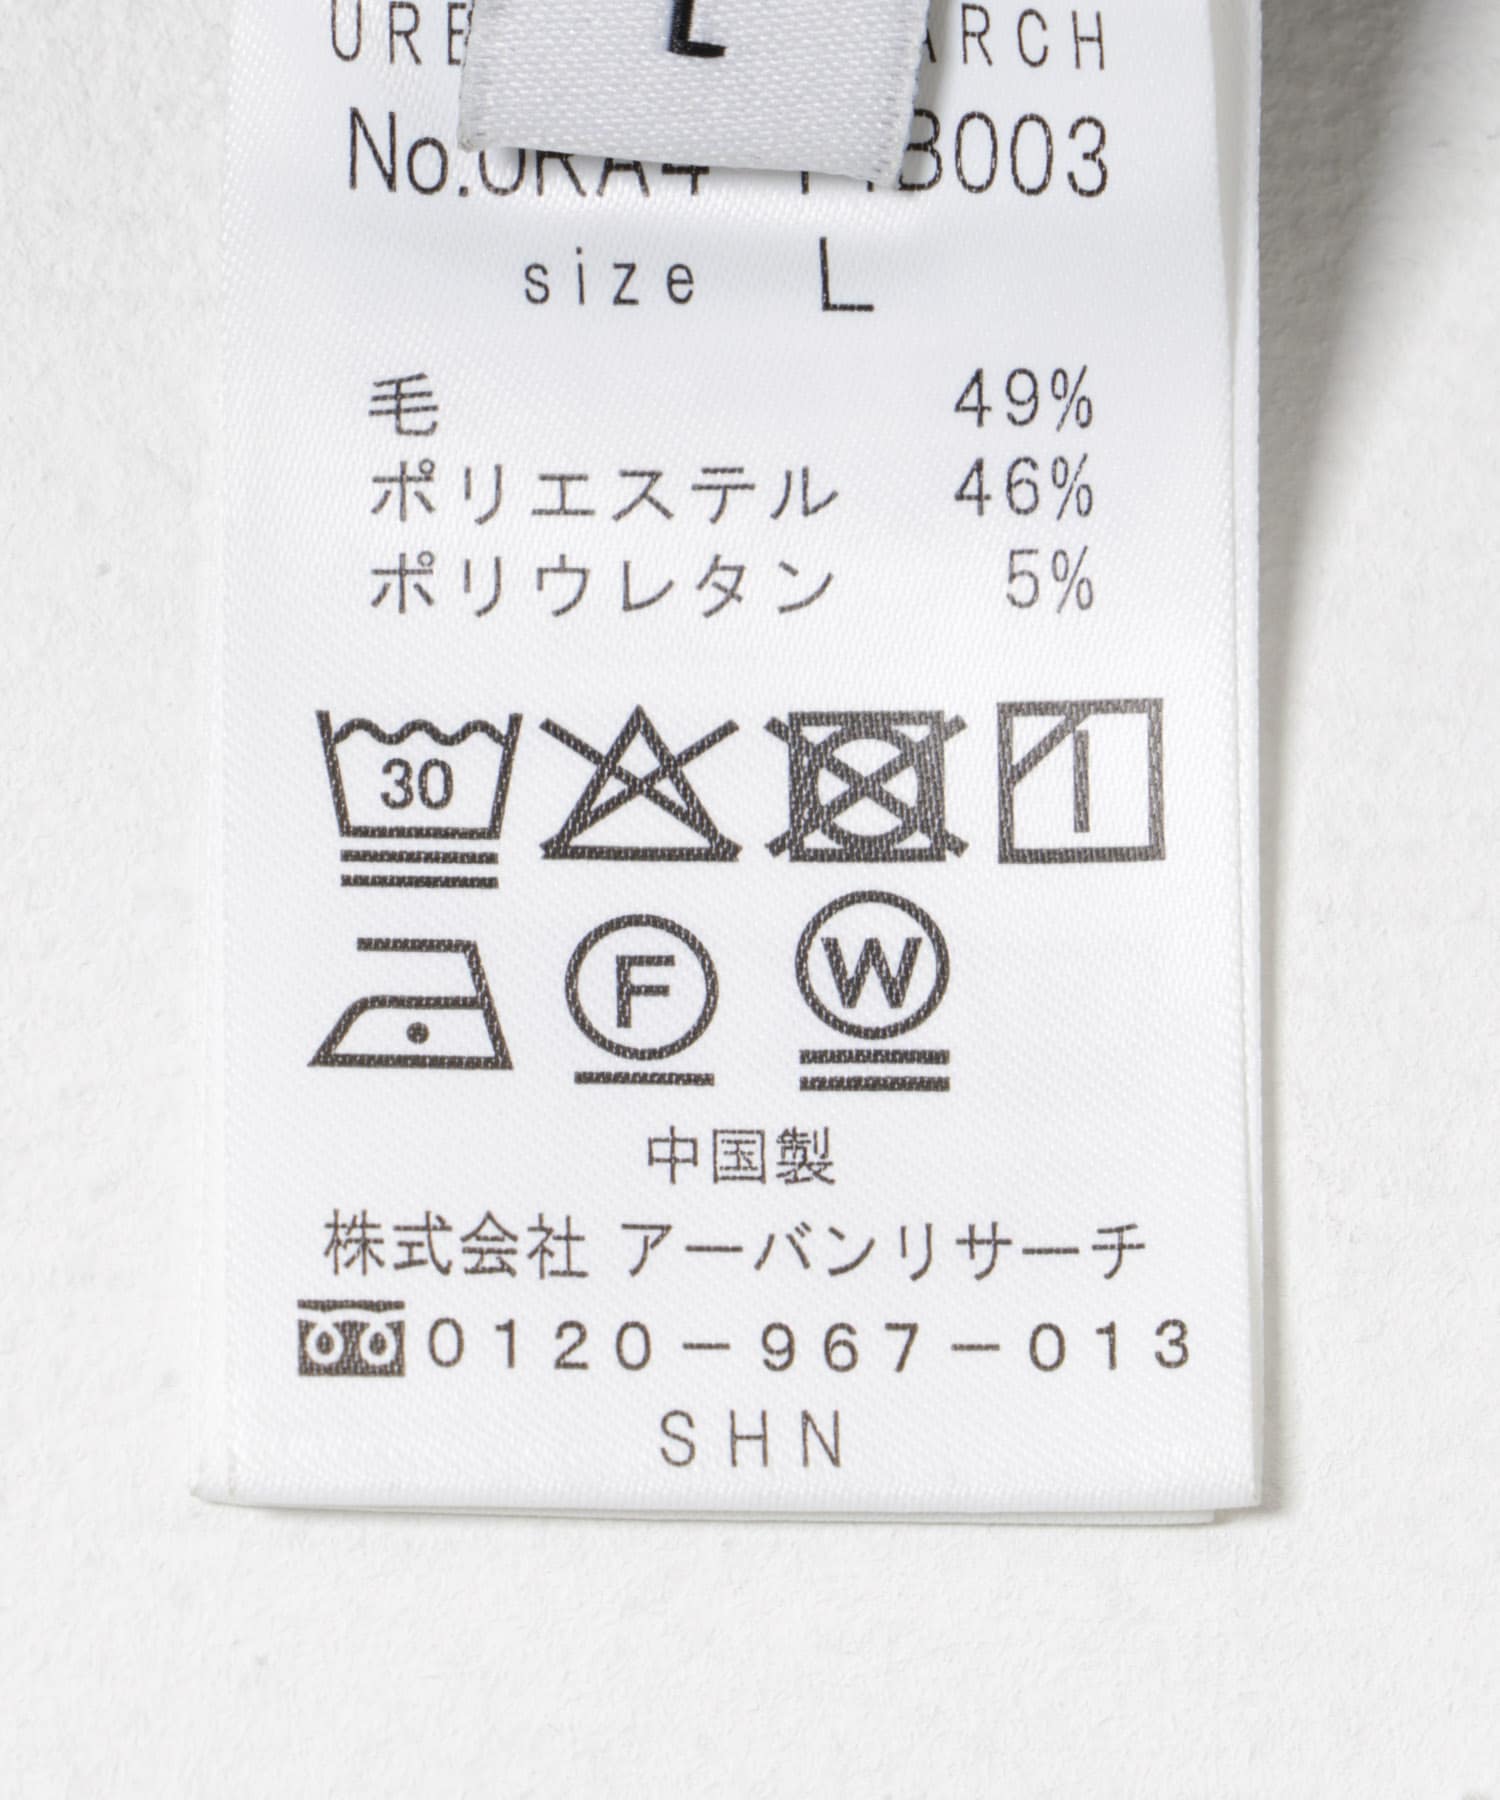 L
ARCH
No.
B003
size L
毛 49%
ポリエステル 46%
ポリウレタン 5%
30
F
W
中国製
株式会社 アーバンリサーチ
0120-967-013
SHN